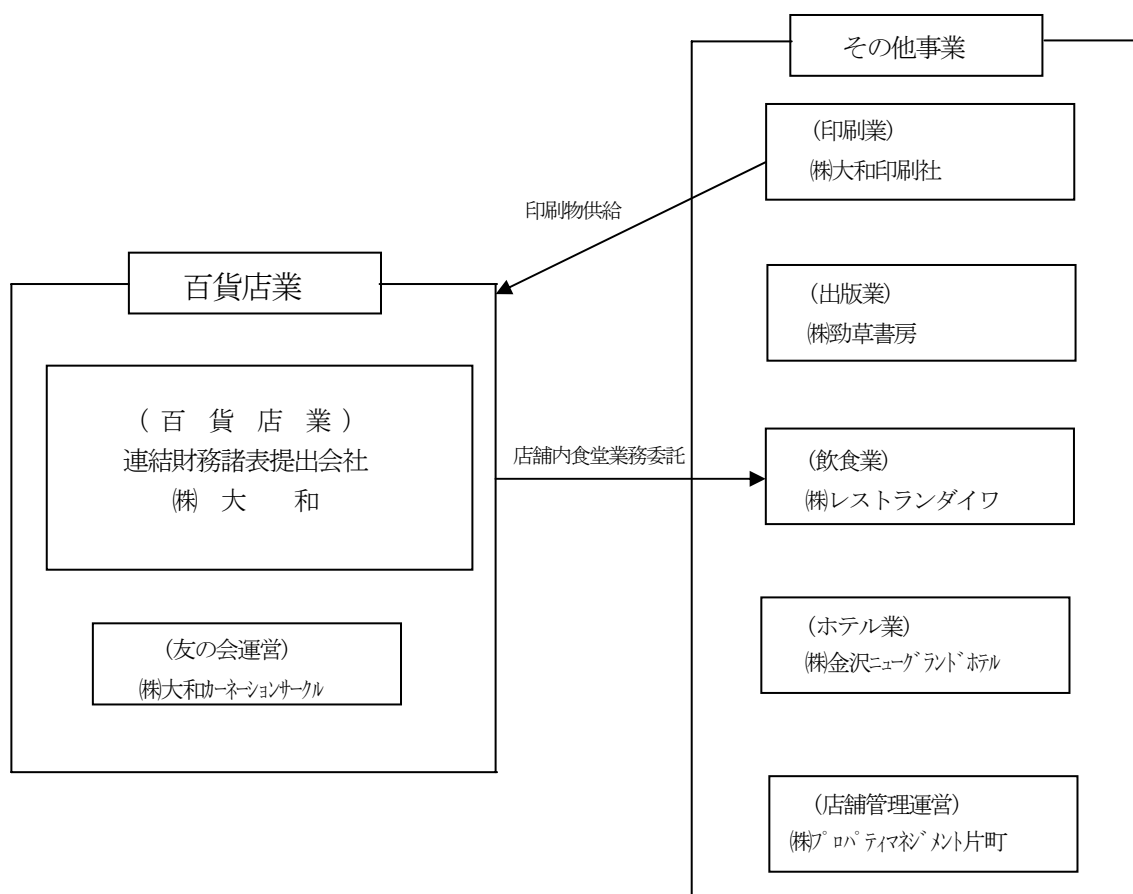 その他事業
(印刷業)
㈱大和印刷社
印刷物供給
百貨店業
(出版業)
㈱勁草書房
(百 貨 店 業)
連結財務諸表提出会社
㈱ 大 和
店舗内食堂業務委託
(飲食業)
㈱レストランダイワ
(友の会運営)
㈱大和ｶｰﾈｰｼｮﾝｻｰｸﾙ
(ホテル業)
㈱金沢ﾆｭｰｸﾞﾗﾝﾄﾞﾎﾃﾙ
(店舗管理運営)
㈱ﾌﾟﾛﾊﾟﾃｨﾏﾈｼﾞﾒﾝﾄ片町